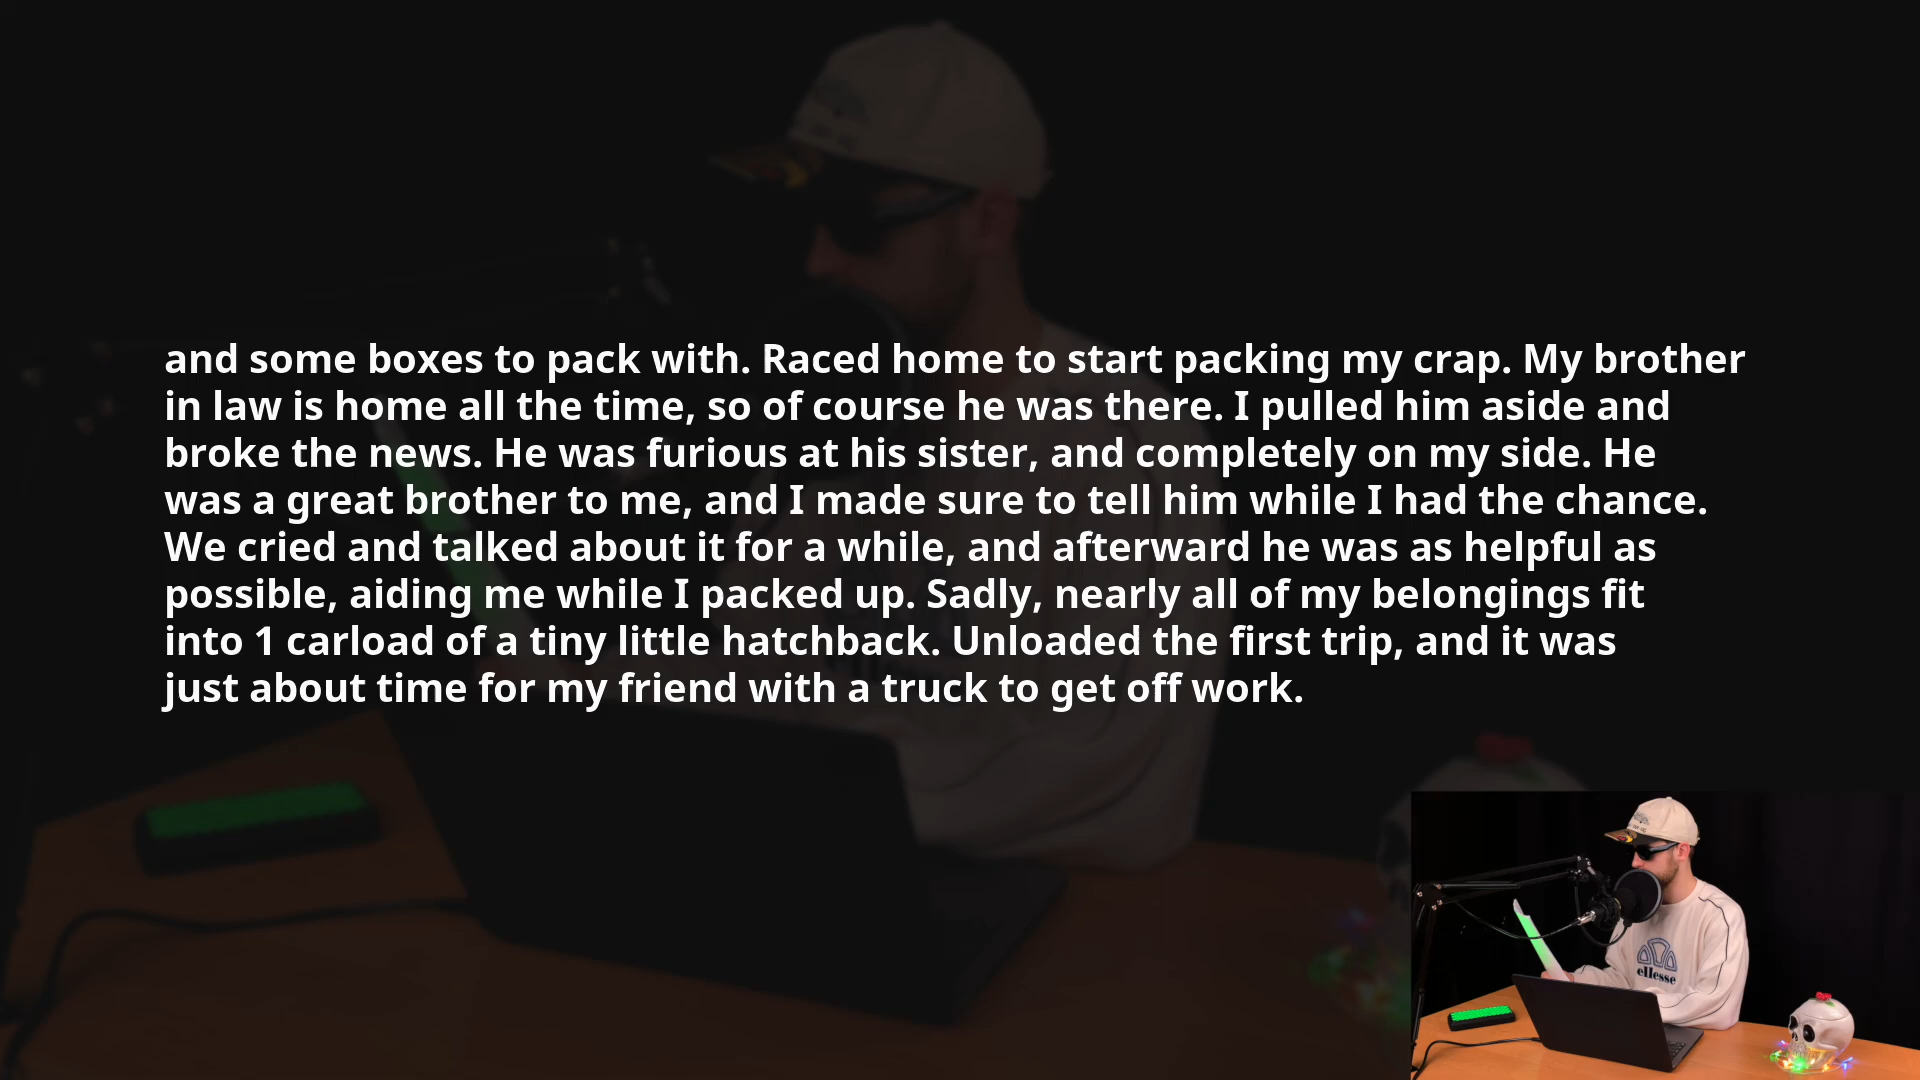 and some boxes to pack with. Raced home to start packing my crap. My brother
in law is home all the time, so of course he was there. I pulled him aside and
broke the news. He was furious at his sister, and completely on my side. He
was a great brother to me, and I made sure to tell him while I had the chance.
We cried and talked about it for a while, and afterward he was as helpful as
possible, aiding me while I packed up. Sadly, nearly all of my belongings fit
into 1 carload of a tiny little hatchback. Unloaded the first trip, and it was
just about time for my friend with a truck to get off work.
ellesse